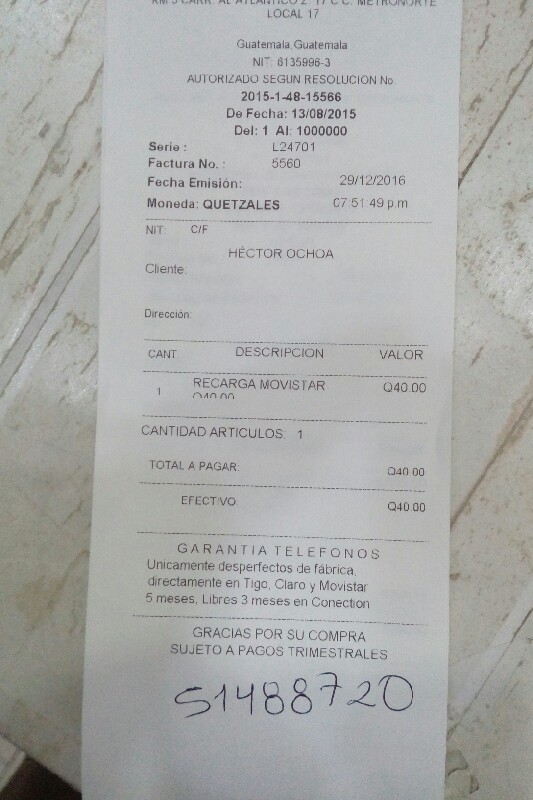 KM 5 CARR. AL ATLANTICO 2-17 C.C. METRONORTE
LOCAL 17
Guatemala,Guatemala
NIT: 6135996-3
AUTORIZADO SEGUN RESOLUCION No.
2015-1-48-15566
De Fecha: 13/08/2015
Del: 1 Al: 1000000
Serie : L24701
Factura No. : 5560
Fecha Emisión: 29/12/2016
Moneda: QUETZALES 07:51:49 p.m
NIT: C/F
HÉCTOR OCHOA
Cliente:
Dirección:
CANT. DESCRIPCION VALOR
1 RECARGA MOVISTAR Q40.00
Q40.00
CANTIDAD ARTICULOS: 1
TOTAL A PAGAR: Q40.00
EFECTIVO: Q40.00
GARANTIA TELEFONOS
Unicamente desperfectos de fábrica,
directamente en Tigo, Claro y Movistar
5 meses, Libres 3 meses en Conection
GRACIAS POR SU COMPRA
SUJETO A PAGOS TRIMESTRALES
51488720